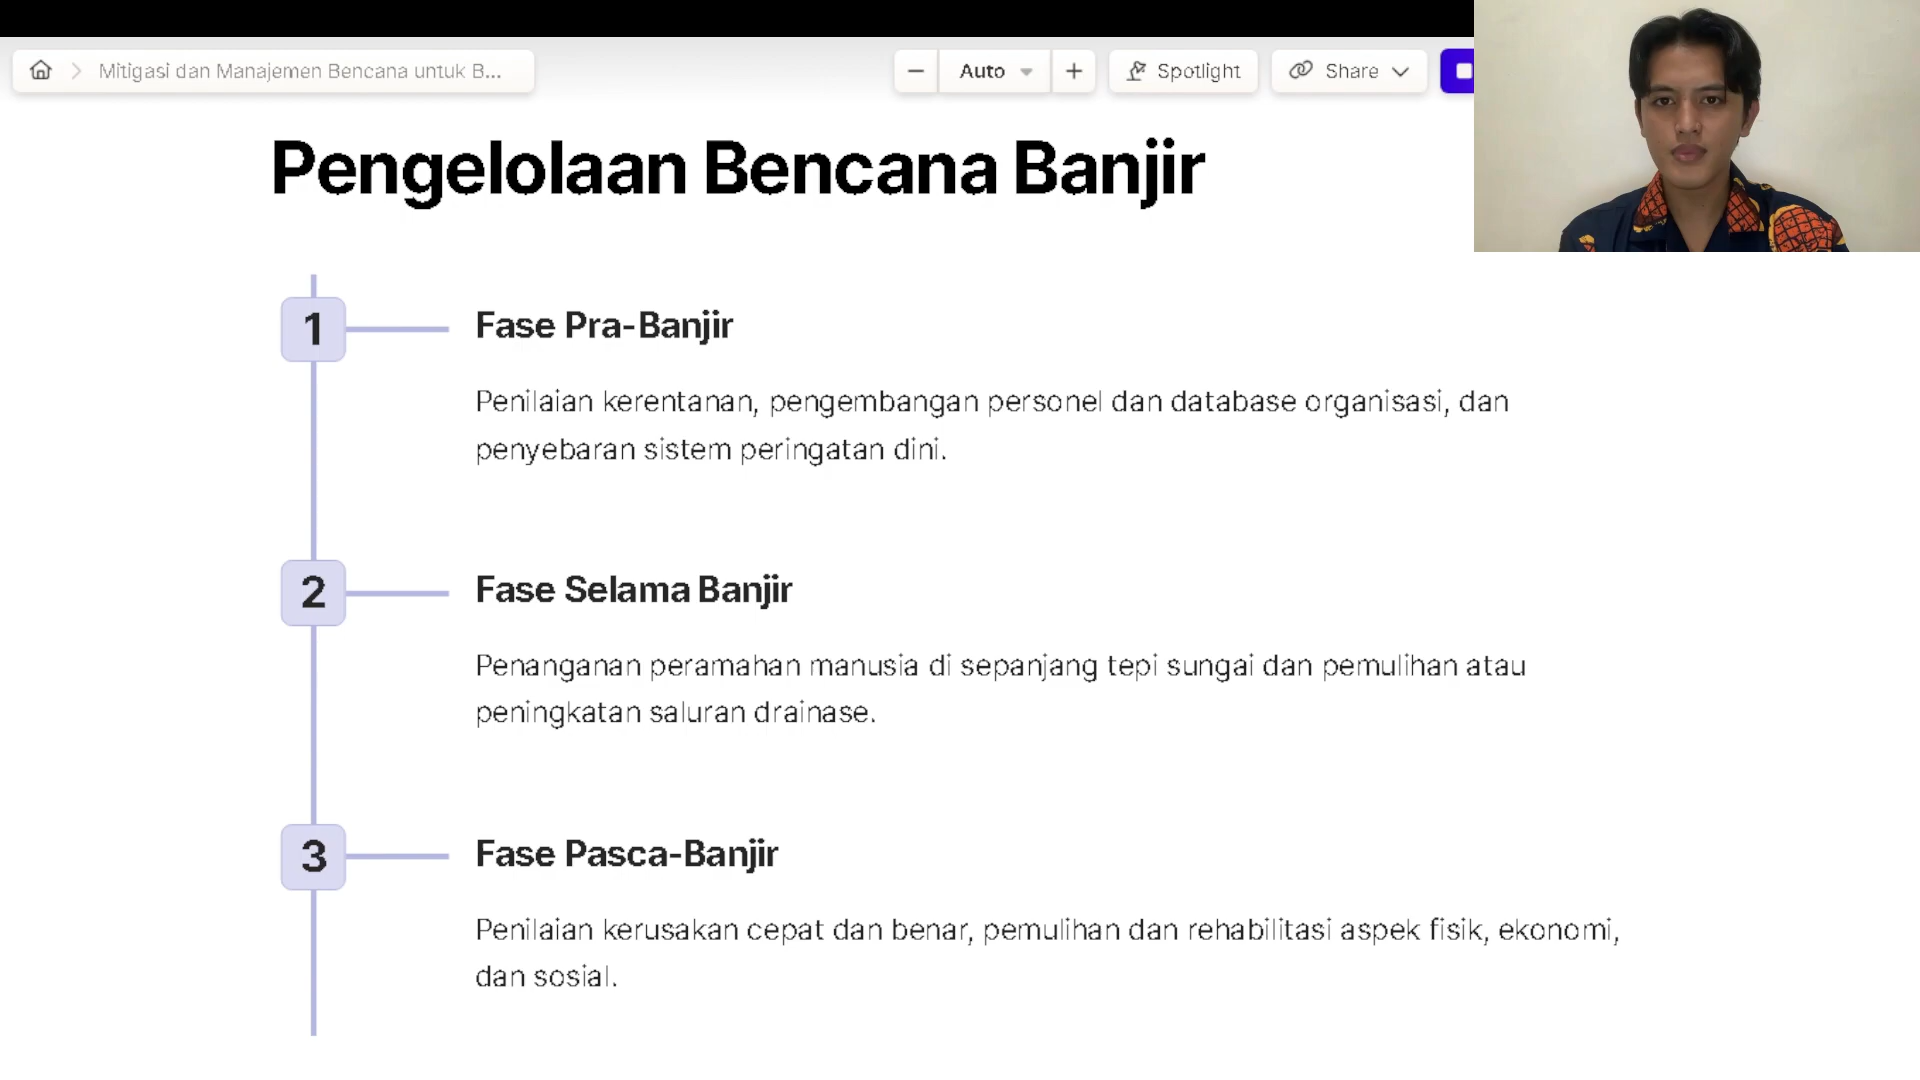 Mitigasi dan Manajemen Bencana untuk B...
Auto
Spotlight
Share
Pengelolaan Bencana Banjir
1
Fase Pra-Banjir
Penilaian kerentanan, pengembangan personel dan database organisasi, dan
penyebaran sistem peringatan dini.
2
Fase Selama Banjir
Penanganan peramahan manusia di sepanjang tepi sungai dan pemulihan atau
peningkatan saluran drainase.
3
Fase Pasca-Banjir
Penilaian kerusakan cepat dan benar, pemulihan dan rehabilitasi aspek fisik, ekonomi,
dan sosial.